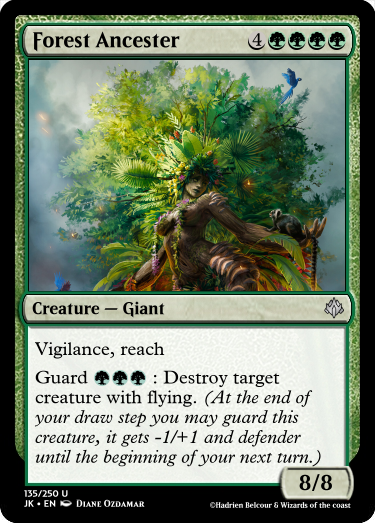 Forest Ancester 4
Creature — Giant
Vigilance, reach
Guard : Destroy target
creature with flying. (At the end of
your draw step you may guard this
creature, it gets -1/+1 and defender
until the beginning of your next turn.)
8/8
135/250 U
JK • EN Diane Ozdamar
©Hadrien Belcour & Wizards of the coast